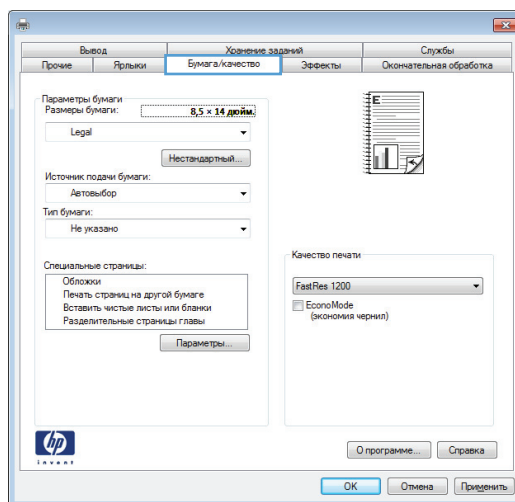 Вывод
Хранение заданий
Службы
Прочие
Ярлыки
Бумага/качество
Эффекты
Окончательная обработка
Параметры бумаги
Размеры бумаги:
8,5 × 14 дюйм.
Legal
Нестандартный...
Источник подачи бумаги:
Автовыбор
Тип бумаги:
Не указано
Специальные страницы:
Обложки
Печать страниц на другой бумаге
Вставить чистые листы или бланки
Разделительные страницы главы
Параметры...
E
Качество печати
FastRes 1200
EconoMode
(экономия чернил)
hp
invent
О программе...
Справка
OK
Отмена
Применить